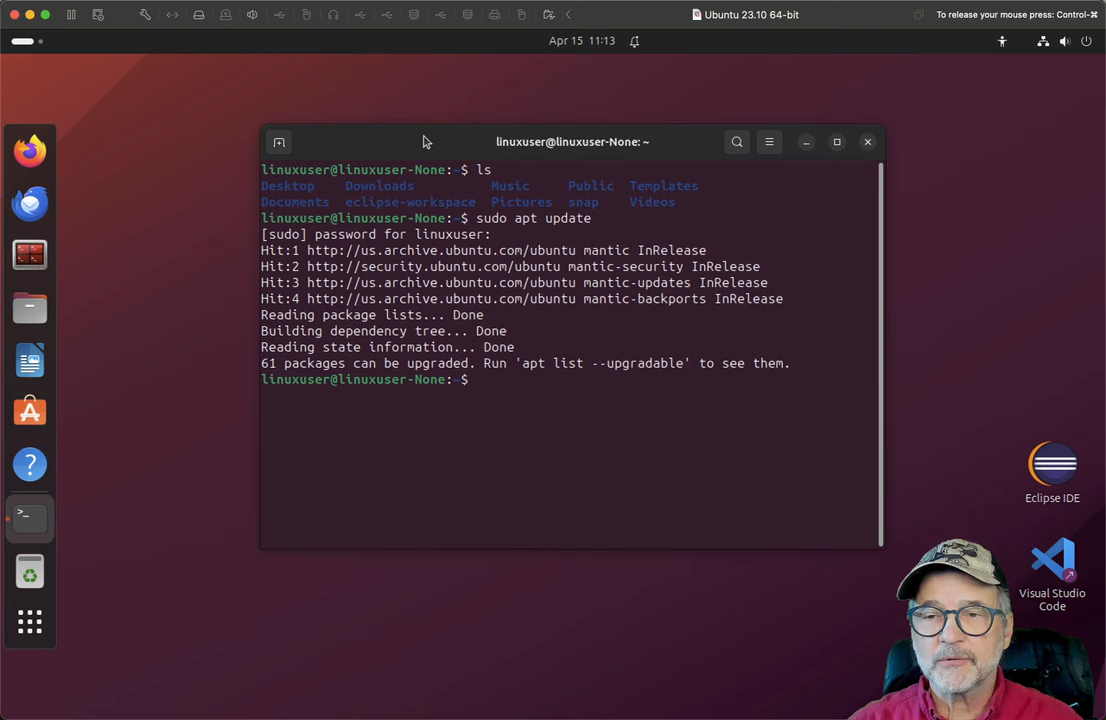 Ubuntu 23.10 64-bit
To release your mouse press: Control-⌘
Apr 15 11:13
linuxuser@linuxuser-None: ~
linuxuser@linuxuser-None:~$ ls
Desktop Downloads Music Public Templates
Documents eclipse-workspace Pictures snap Videos
linuxuser@linuxuser-None:~$ sudo apt update
[sudo] password for linuxuser:
Hit:1 http://us.archive.ubuntu.com/ubuntu mantic InRelease
Hit:2 http://security.ubuntu.com/ubuntu mantic-security InRelease
Hit:3 http://us.archive.ubuntu.com/ubuntu mantic-updates InRelease
Hit:4 http://us.archive.ubuntu.com/ubuntu mantic-backports InRelease
Reading package lists... Done
Building dependency tree... Done
Reading state information... Done
61 packages can be upgraded. Run 'apt list --upgradable' to see them.
linuxuser@linuxuser-None:~$
Eclipse IDE
Visual Studio
Code